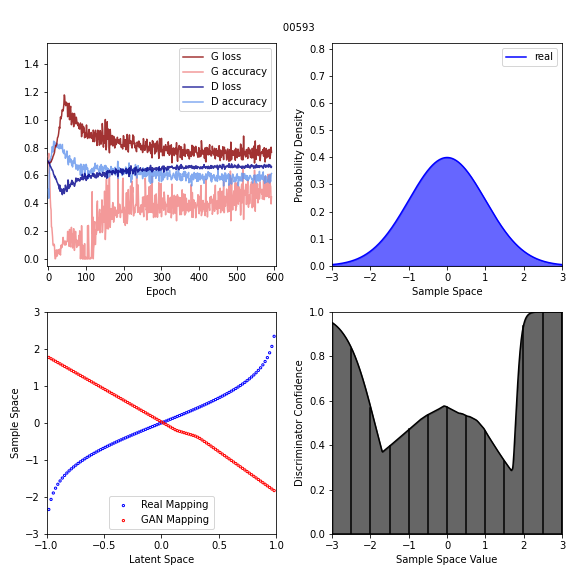 00593
G loss
G accuracy
D loss
D accuracy
1.4
1.2
1.0
0.8
0.6
0.4
0.2
0.0
0 100 200 300 400 500 600
Epoch
real
Probability Density
0.8
0.7
0.6
0.5
0.4
0.3
0.2
0.1
0.0
−3 −2 −1 0 1 2 3
Sample Space
Sample Space
3
2
1
0
−1
−2
−3
Real Mapping
GAN Mapping
−1.0 −0.5 0.0 0.5 1.0
Latent Space
Discriminator Confidence
1.0
0.8
0.6
0.4
0.2
0.0
−3 −2 −1 0 1 2 3
Sample Space Value